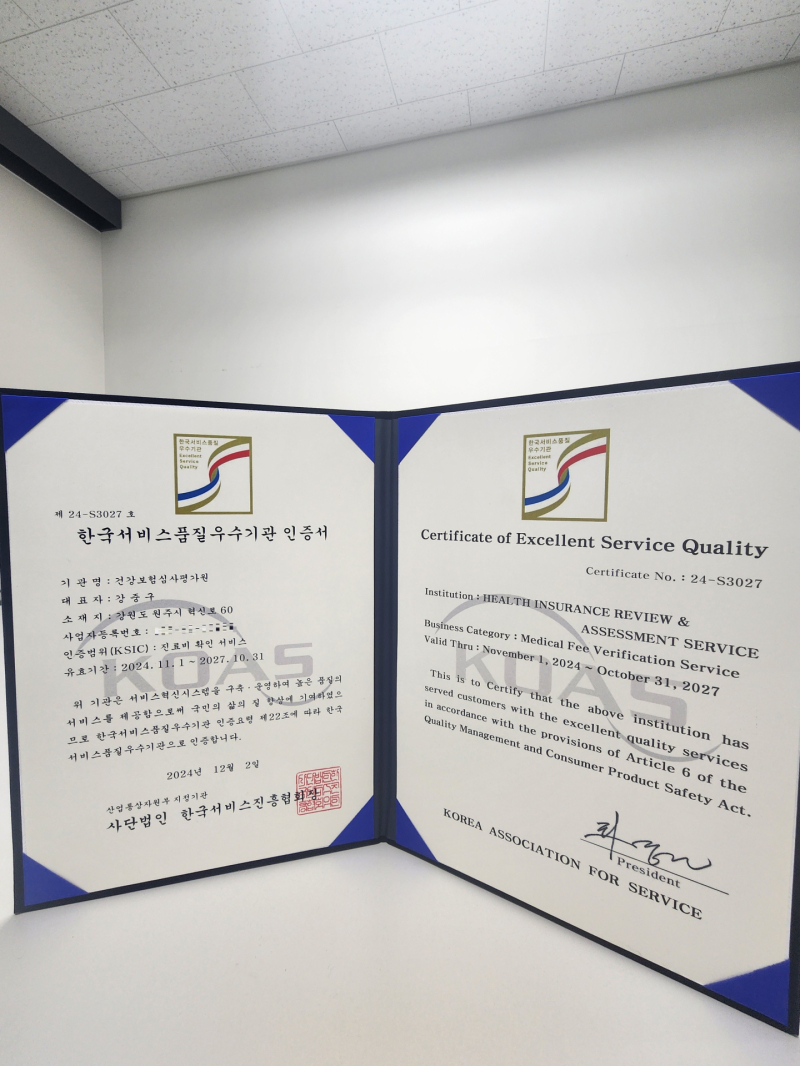 한국서비스품질
우수기관
Excellent
Service
Quality
제 24-S3027 호
한국서비스품질우수기관 인증서
기 관 명 : 건강보험심사평가원
대 표 자 : 강 중 구
소 재 지 : 강원도 원주시 혁신로 60
사업자등록번호 :
인증범위(KSIC) : 진료비 확인 서비스
유효기간 : 2024. 11. 1 ~ 2027. 10. 31
KOAS
위 기관은 서비스혁신시스템을 구축 · 운영하여 높은 품질의
서비스를 제공함으로써 국민의 삶의 질 향상에 기여하였으
므로 한국서비스품질우수기관 인증요령 제22조에 따라 한국
서비스품질우수기관으로 인증합니다.
2024년 12월 2일
산업통상자원부 지정기관
사단법인 한국서비스진흥협회장
한국서비스품질
우수기관
Excellent
Service
Quality
Certificate of Excellent Service Quality
Certificate No. : 24-S3027
Institution : HEALTH INSURANCE REVIEW &
ASSESSMENT SERVICE
Business Category : Medical Fee Verification Service
Valid Thru : November 1, 2024 ~ October 31, 2027
KOAS
This is to Certify that the above institution has
served customers with the excellent quality services
in accordance with the provisions of Article 6 of the
Quality Management and Consumer Product Safety Act.
President
KOREA ASSOCIATION FOR SERVICE